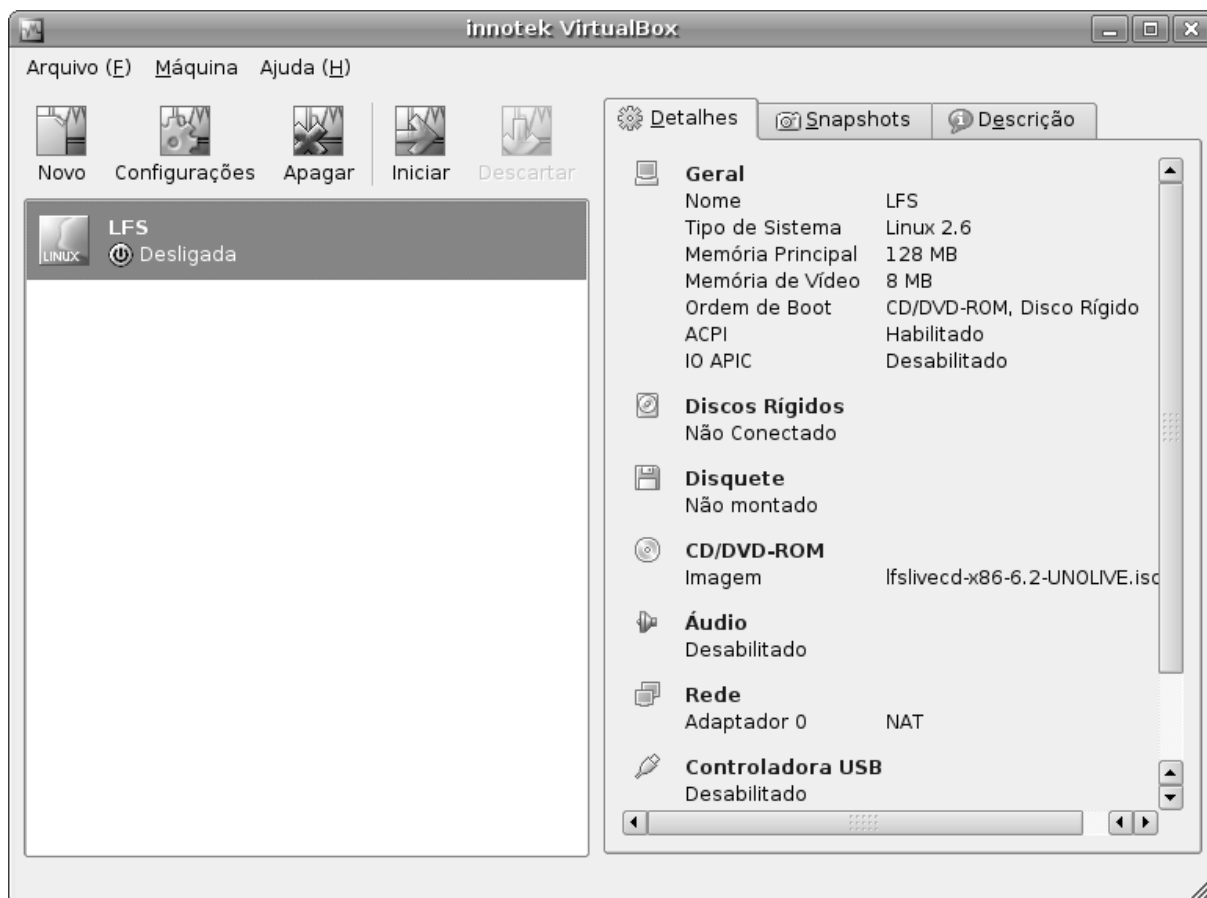 innotek VirtualBox
Arquivo (F) Máquina Ajuda (H)
Novo Configurações Apagar Iniciar Descartar
LINUX LFS
Desligada
Detalhes Snapshots Descrição
Geral
Nome LFS
Tipo de Sistema Linux 2.6
Memória Principal 128 MB
Memória de Vídeo 8 MB
Ordem de Boot CD/DVD-ROM, Disco Rígido
ACPI Habilitado
IO APIC Desabilitado
Discos Rígidos
Não Conectado
Disquete
Não montado
CD/DVD-ROM
Imagem lfslivecd-x86-6.2-UNOLIVE.iso
Áudio
Desabilitado
Rede
Adaptador 0 NAT
Controladora USB
Desabilitado